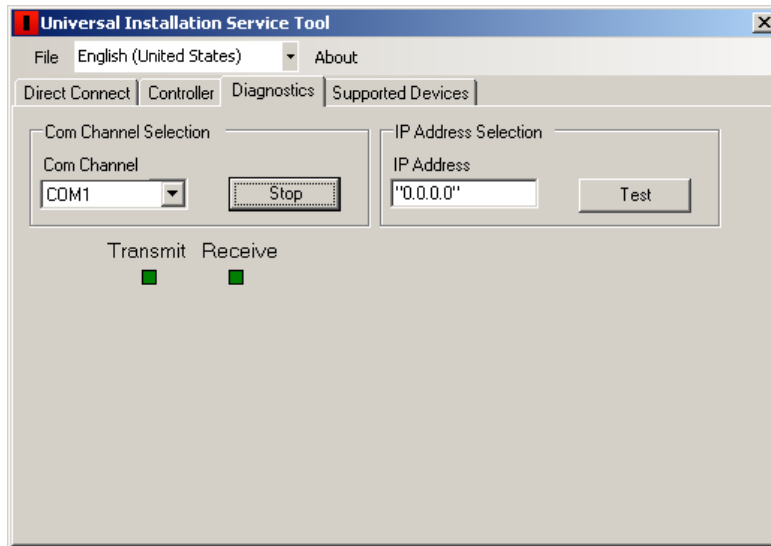 Universal Installation Service Tool
File English (United States) About
Direct Connect Controller Diagnostics Supported Devices
Com Channel Selection IP Address Selection
Com Channel IP Address
COM1 Stop "0.0.0.0" Test
Transmit Receive